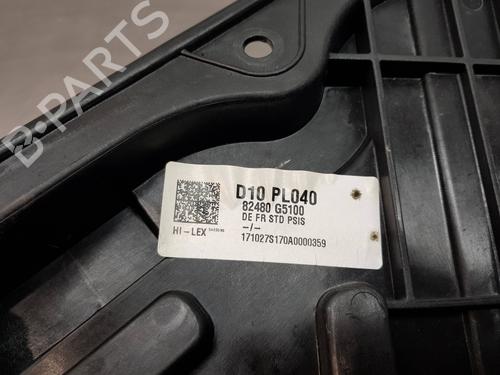 B-PARTS
D10 PL040
82480 G5100
DE FR STD PSIS
-/-
HI-LEX
171027S170A0000359